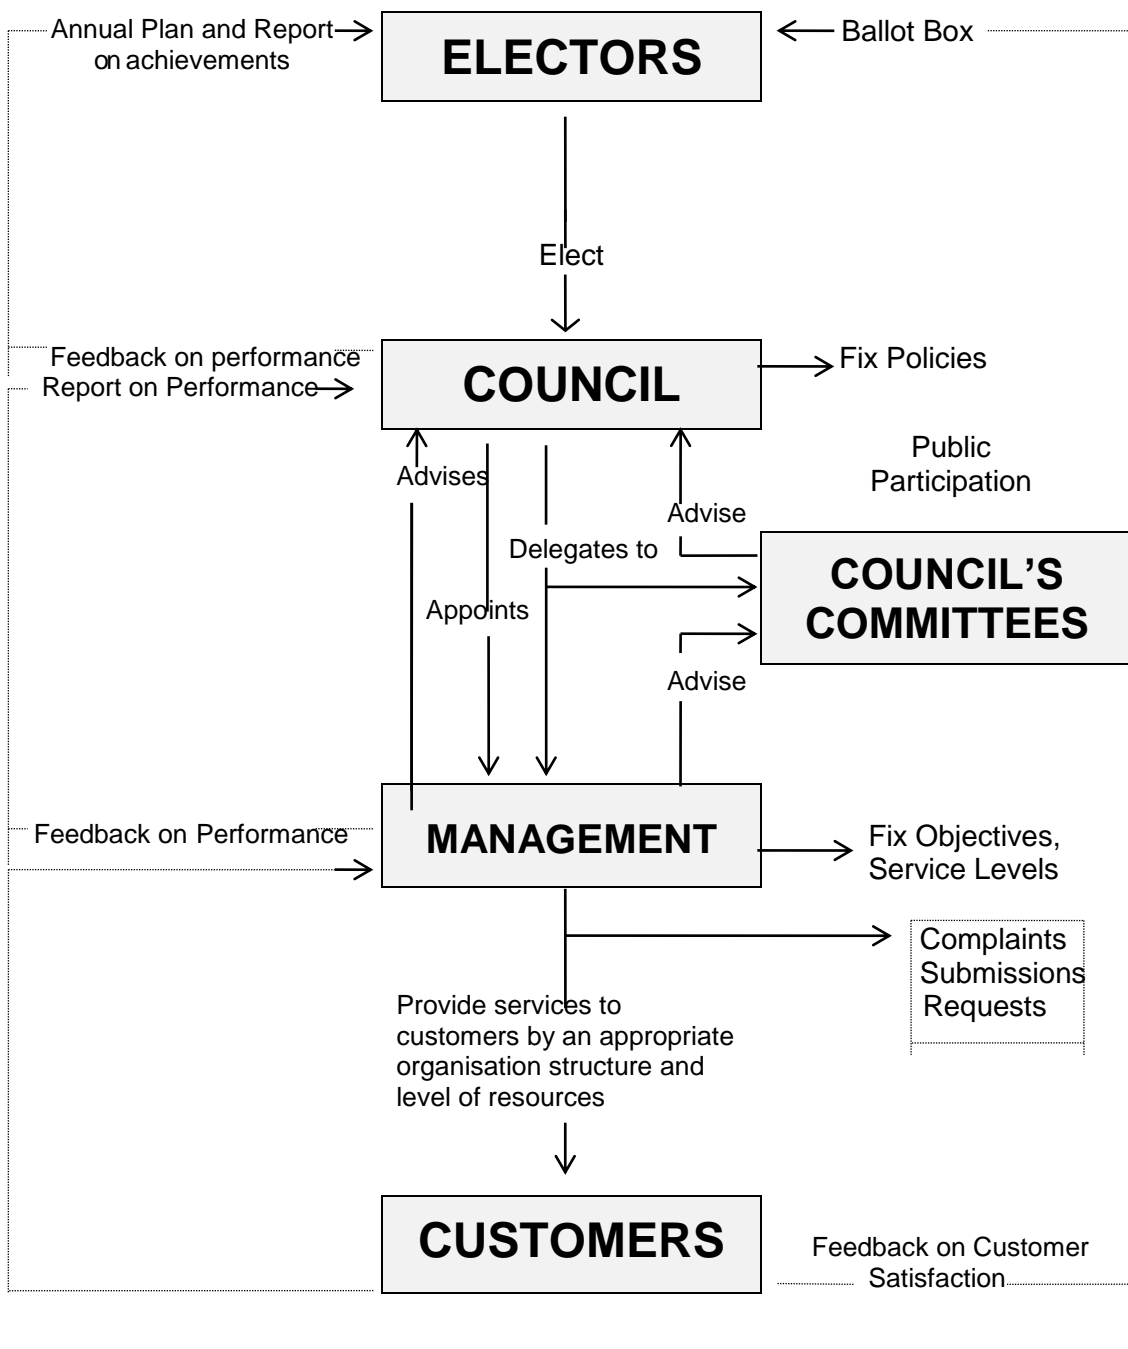 Annual Plan and Report
on achievements
ELECTORS
Ballot Box
Elect
Feedback on performance
Report on Performance
COUNCIL
Fix Policies
Public
Participation
Advises
Advise
Delegates to
COUNCIL’S
COMMITTEES
Appoints
Advise
Feedback on Performance
MANAGEMENT
Fix Objectives,
Service Levels
Complaints
Submissions
Requests
Provide services to
customers by an appropriate
organisation structure and
level of resources
CUSTOMERS
Feedback on Customer
Satisfaction